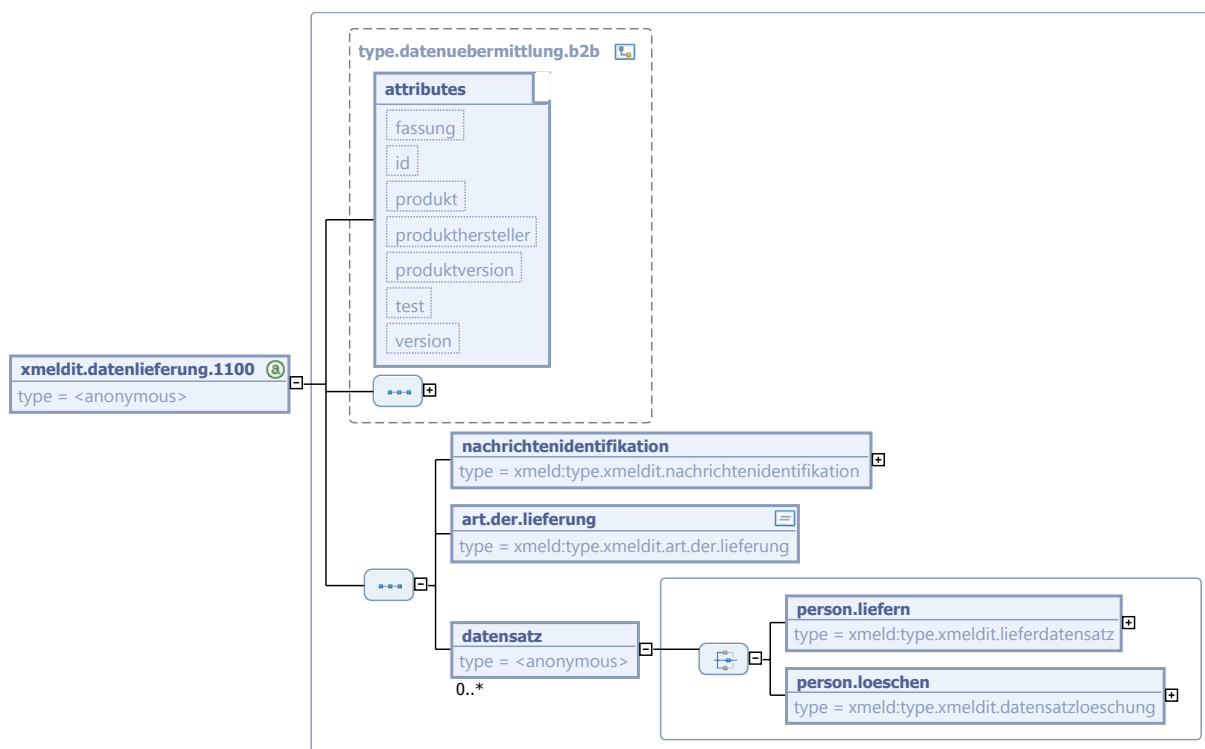 type.datenuebermittlung.b2b
attributes
fassung
id
produkt
produkthersteller
produktversion
test
version
xmeldit.datenlieferung.1100
type = <anonymous>
nachrichtenidentifikation
type = xmeld:type.xmeldit.nachrichtenidentifikation
art.der.lieferung
type = xmeld:type.xmeldit.art.der.lieferung
datensatz
type = <anonymous>
0..*
person.liefern
type = xmeld:type.xmeldit.lieferdatensatz
person.loeschen
type = xmeld:type.xmeldit.datensatzloeschung